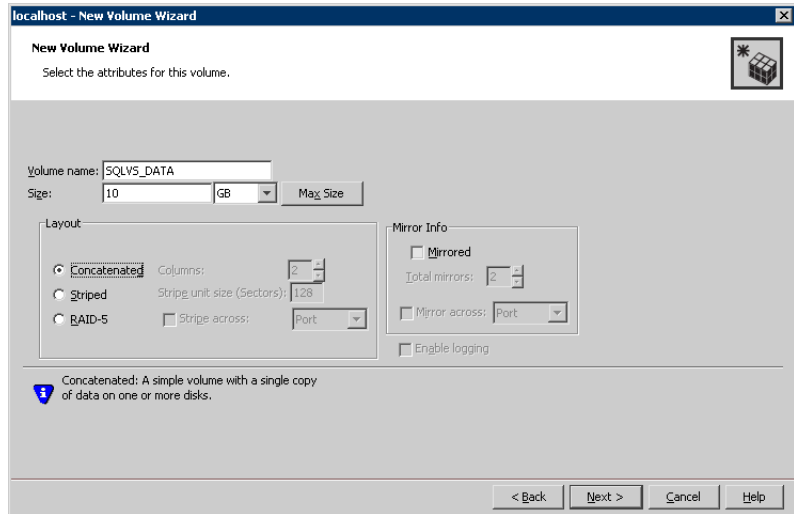 localhost - New Volume Wizard
New Volume Wizard
Select the attributes for this volume.
Volume name: SQLVS_DATA
Size: 10 GB Max Size
Layout
Concatenated Columns: 2
Striped Stripe unit size (Sectors): 128
RAID-5 Stripe across: Port
Mirror Info
Mirrored
Total mirrors: 2
Mirror across: Port
Enable logging
Concatenated: A simple volume with a single copy
of data on one or more disks.
< Back Next > Cancel Help